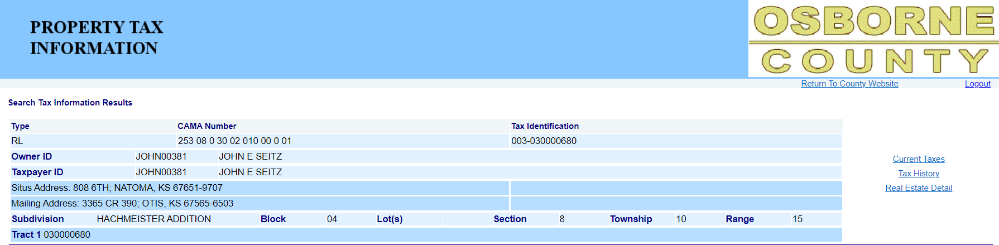 PROPERTY TAX
INFORMATION
OSBORNE
COUNTY
Return To County Website Logout
Search Tax Information Results
Type CAMA Number Tax Identification
RL 253 08 0 30 02 010 00 0 01 003-030000680
Owner ID JOHN00381 JOHN E SEITZ
Taxpayer ID JOHN00381 JOHN E SEITZ
Situs Address: 808 6TH; NATOMA, KS 67651-9707
Mailing Address: 3365 CR 390; OTIS, KS 67565-6503
Subdivision HACHMEISTER ADDITION Block 04 Lot(s) Section 8 Township 10 Range 15
Tract 1 030000680
Current Taxes
Tax History
Real Estate Detail